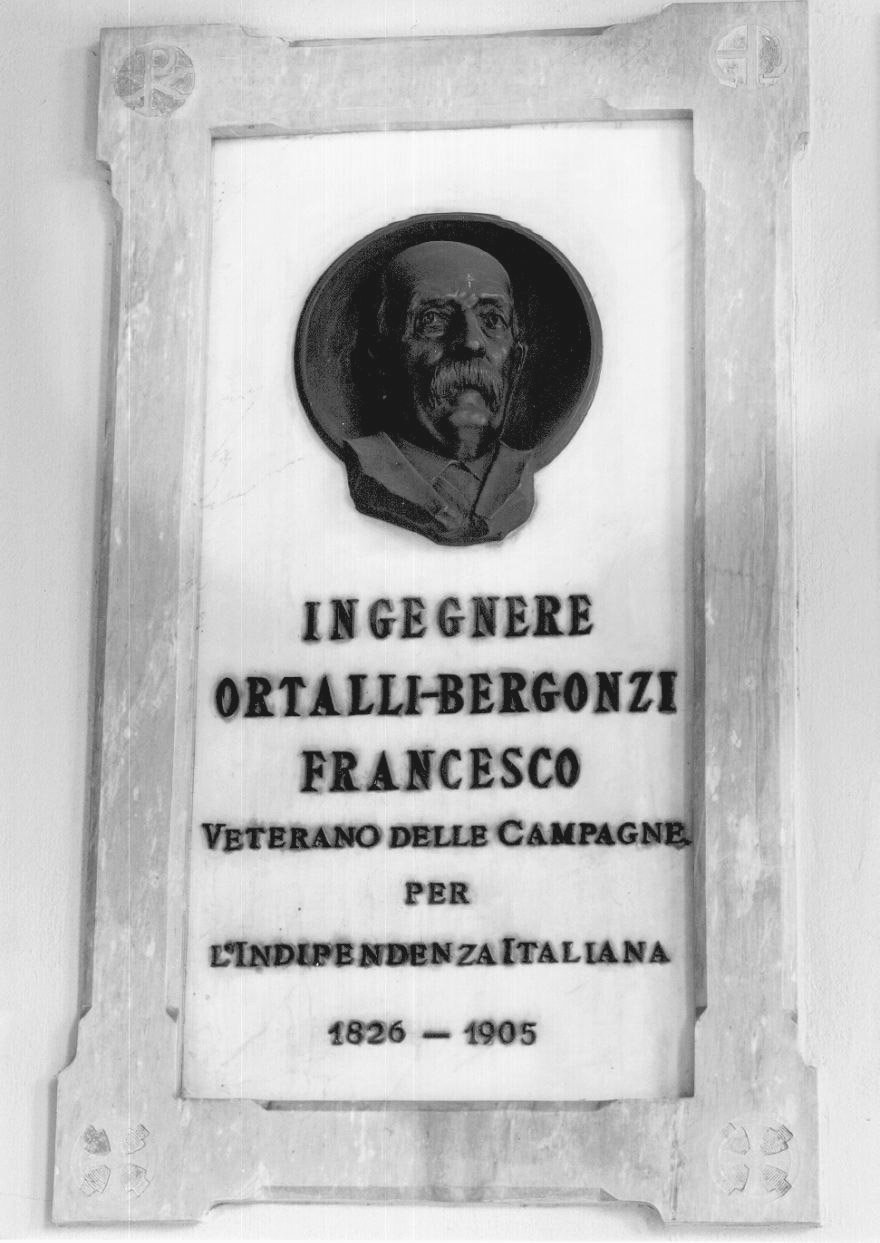 INGEGNERE
ORTALLI-BERGONZI
FRANCESCO
VETERANO DELLE CAMPAGNE
PER
L'INDIPENDENZA ITALIANA
1826 — 1905